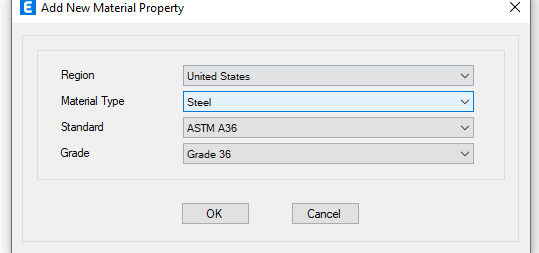 E Add New Material Property
Region United States
Material Type Steel
Standard ASTM A36
Grade Grade 36
OK Cancel